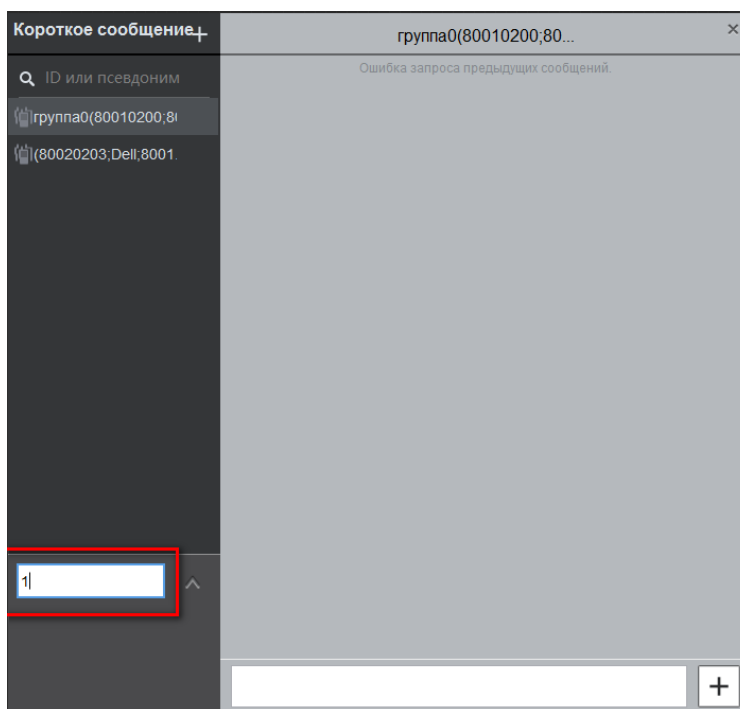 Короткое сообщение+
группа0(80010200;80...
×
ID или псевдоним
Ошибка запроса предыдущих сообщений.
группа0(80010200;8
(80020203;Dell;8001.
1
+